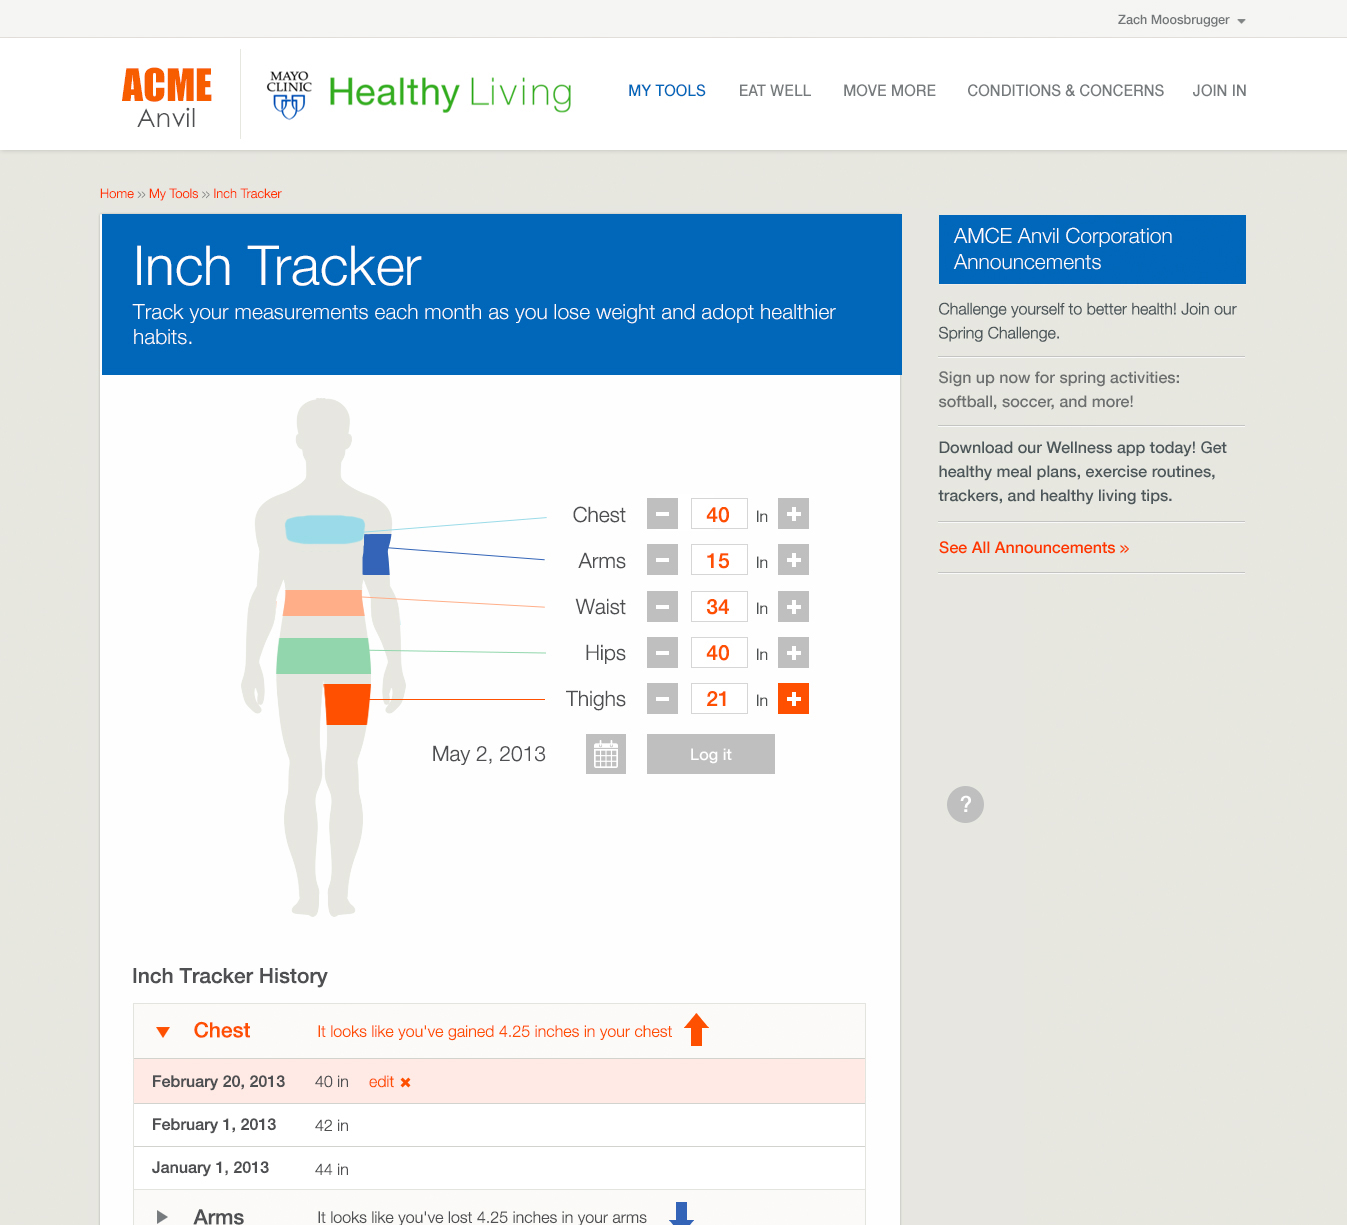 Zach Moosbrugger
ACME
Anvil
MAYO
CLINIC
Healthy Living
MY TOOLS
EAT WELL
MOVE MORE
CONDITIONS & CONCERNS
JOIN IN
Home » My Tools » Inch Tracker
Inch Tracker
Track your measurements each month as you lose weight and adopt healthier
habits.
AMCE Anvil Corporation
Announcements
Challenge yourself to better health! Join our
Spring Challenge.
Sign up now for spring activities:
softball, soccer, and more!
Download our Wellness app today! Get
healthy meal plans, exercise routines,
trackers, and healthy living tips.
See All Announcements »
Chest − 40 In +
Arms − 15 In +
Waist − 34 In +
Hips − 40 In +
Thighs − 21 In +
May 2, 2013 Log it
?
Inch Tracker History
Chest It looks like you've gained 4.25 inches in your chest
February 20, 2013 40 in edit ✖
February 1, 2013 42 in
January 1, 2013 44 in
Arms It looks like you've lost 4.25 inches in your arms